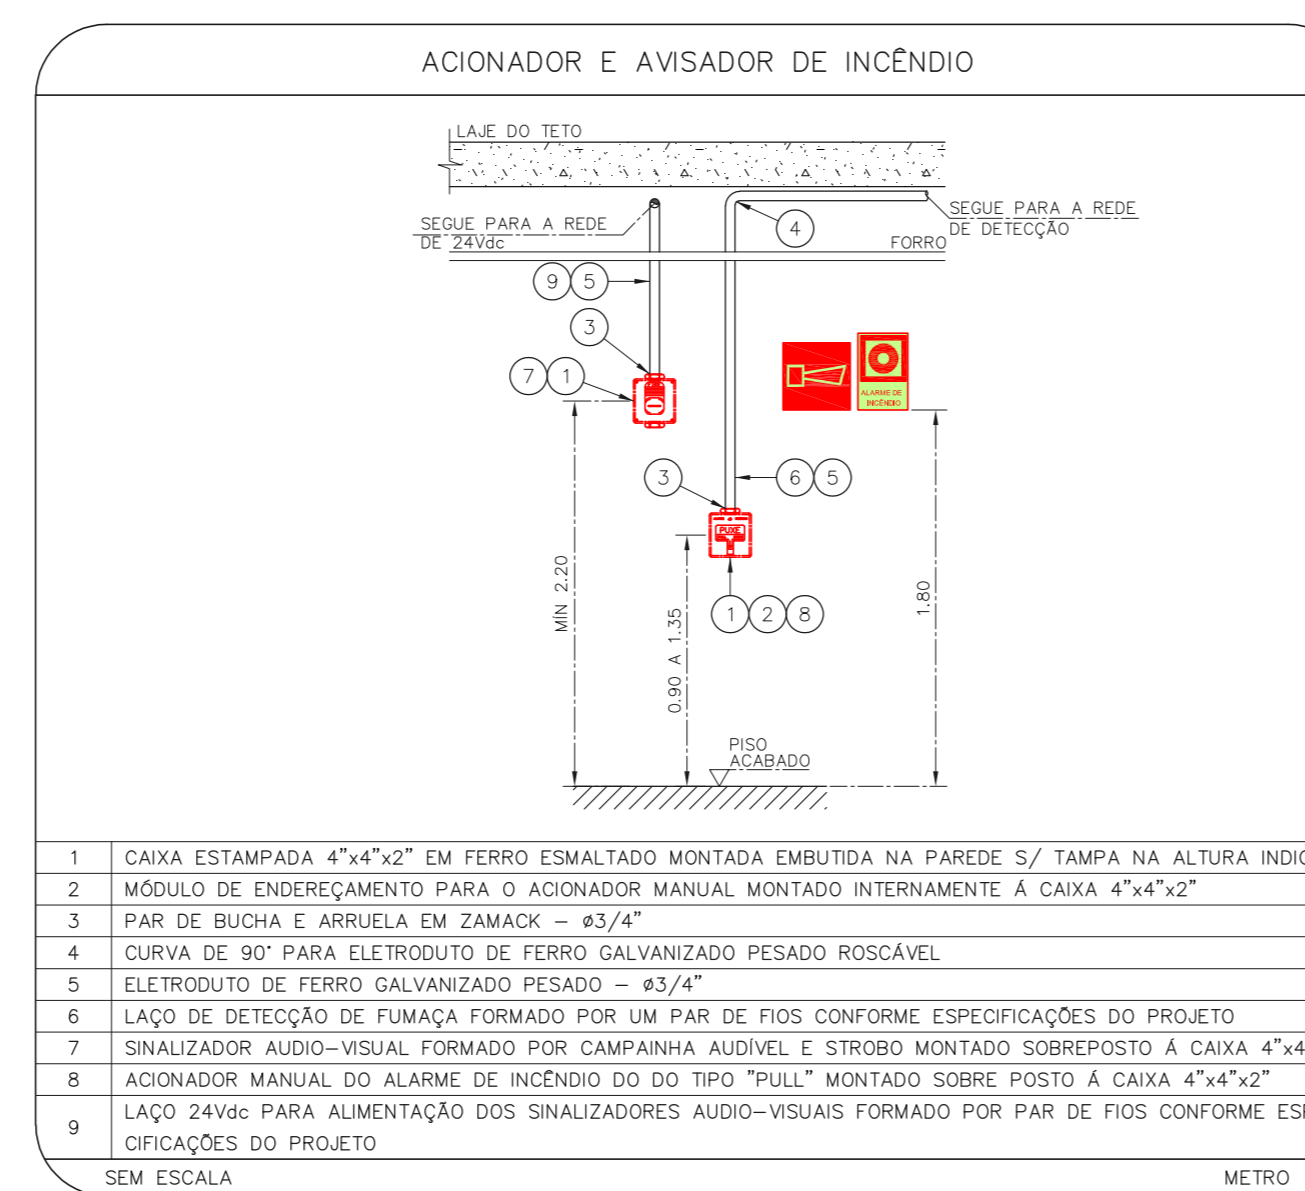 ACIONADOR E AVISADOR DE INCÊNDIO
LAJE DO TETO
SEGUE PARA A REDE
DE 24Vdc
SEGUE PARA A REDE
DE DETECÇÃO
4
FORRO
9 5
3
7 1
ALARME DE
INCÊNDIO
3
6 5
PUXE
MÍN 2.20
0.90 A 1.35
1.80
1 2 8
PISO
ACABADO
1 CAIXA ESTAMPADA 4"x4"x2" EM FERRO ESMALTADO MONTADA EMBUTIDA NA PAREDE S/ TAMPA NA ALTURA INDIC
2 MÓDULO DE ENDEREÇAMENTO PARA O ACIONADOR MANUAL MONTADO INTERNAMENTE Á CAIXA 4"x4"x2"
3 PAR DE BUCHA E ARRUELA EM ZAMACK – ø3/4"
4 CURVA DE 90° PARA ELETRODUTO DE FERRO GALVANIZADO PESADO ROSCÁVEL
5 ELETRODUTO DE FERRO GALVANIZADO PESADO – ø3/4"
6 LAÇO DE DETECÇÃO DE FUMAÇA FORMADO POR UM PAR DE FIOS CONFORME ESPECIFICAÇÕES DO PROJETO
7 SINALIZADOR AUDIO–VISUAL FORMADO POR CAMPAINHA AUDÍVEL E STROBO MONTADO SOBREPOSTO Á CAIXA 4"x4
8 ACIONADOR MANUAL DO ALARME DE INCÊNDIO DO DO TIPO "PULL" MONTADO SOBRE POSTO Á CAIXA 4"x4"x2"
9 LAÇO 24Vdc PARA ALIMENTAÇÃO DOS SINALIZADORES AUDIO–VISUAIS FORMADO POR PAR DE FIOS CONFORME ESP
CIFICAÇÕES DO PROJETO
SEM ESCALA
METRO